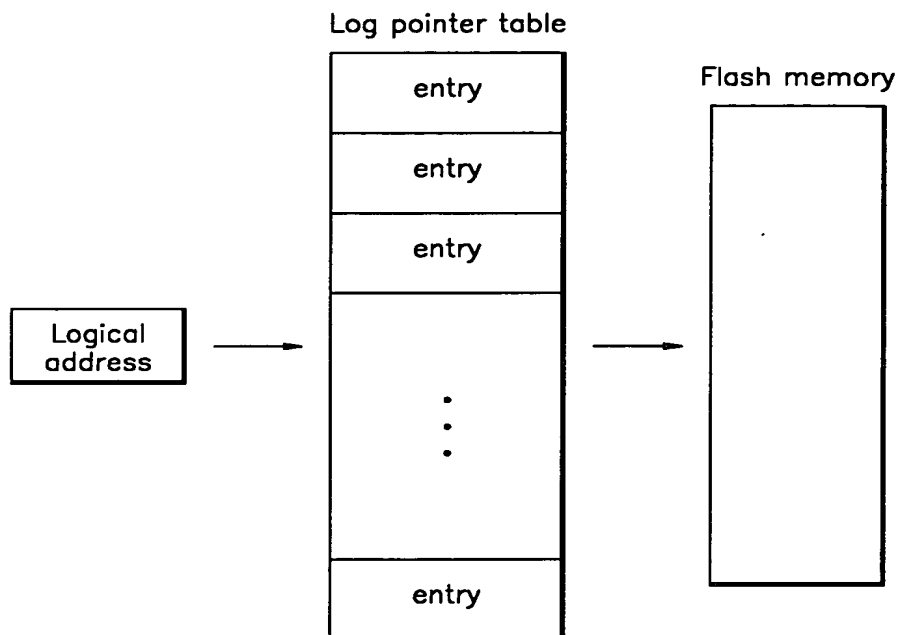 Log pointer table
Flash memory
entry
entry
entry
Logical
address
entry